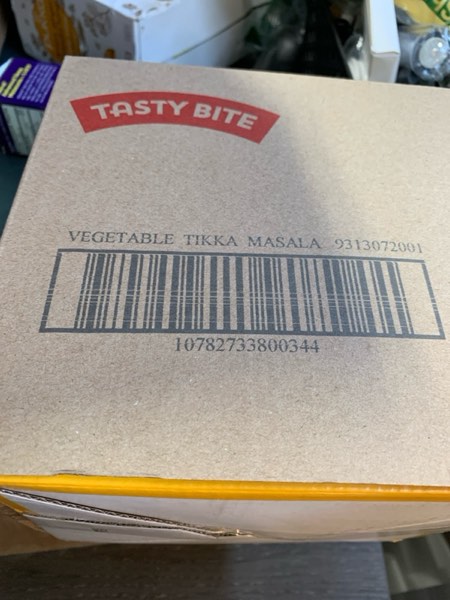 TASTY BITE
VEGETABLE TIKKA MASALA 9313072001
10782733800344